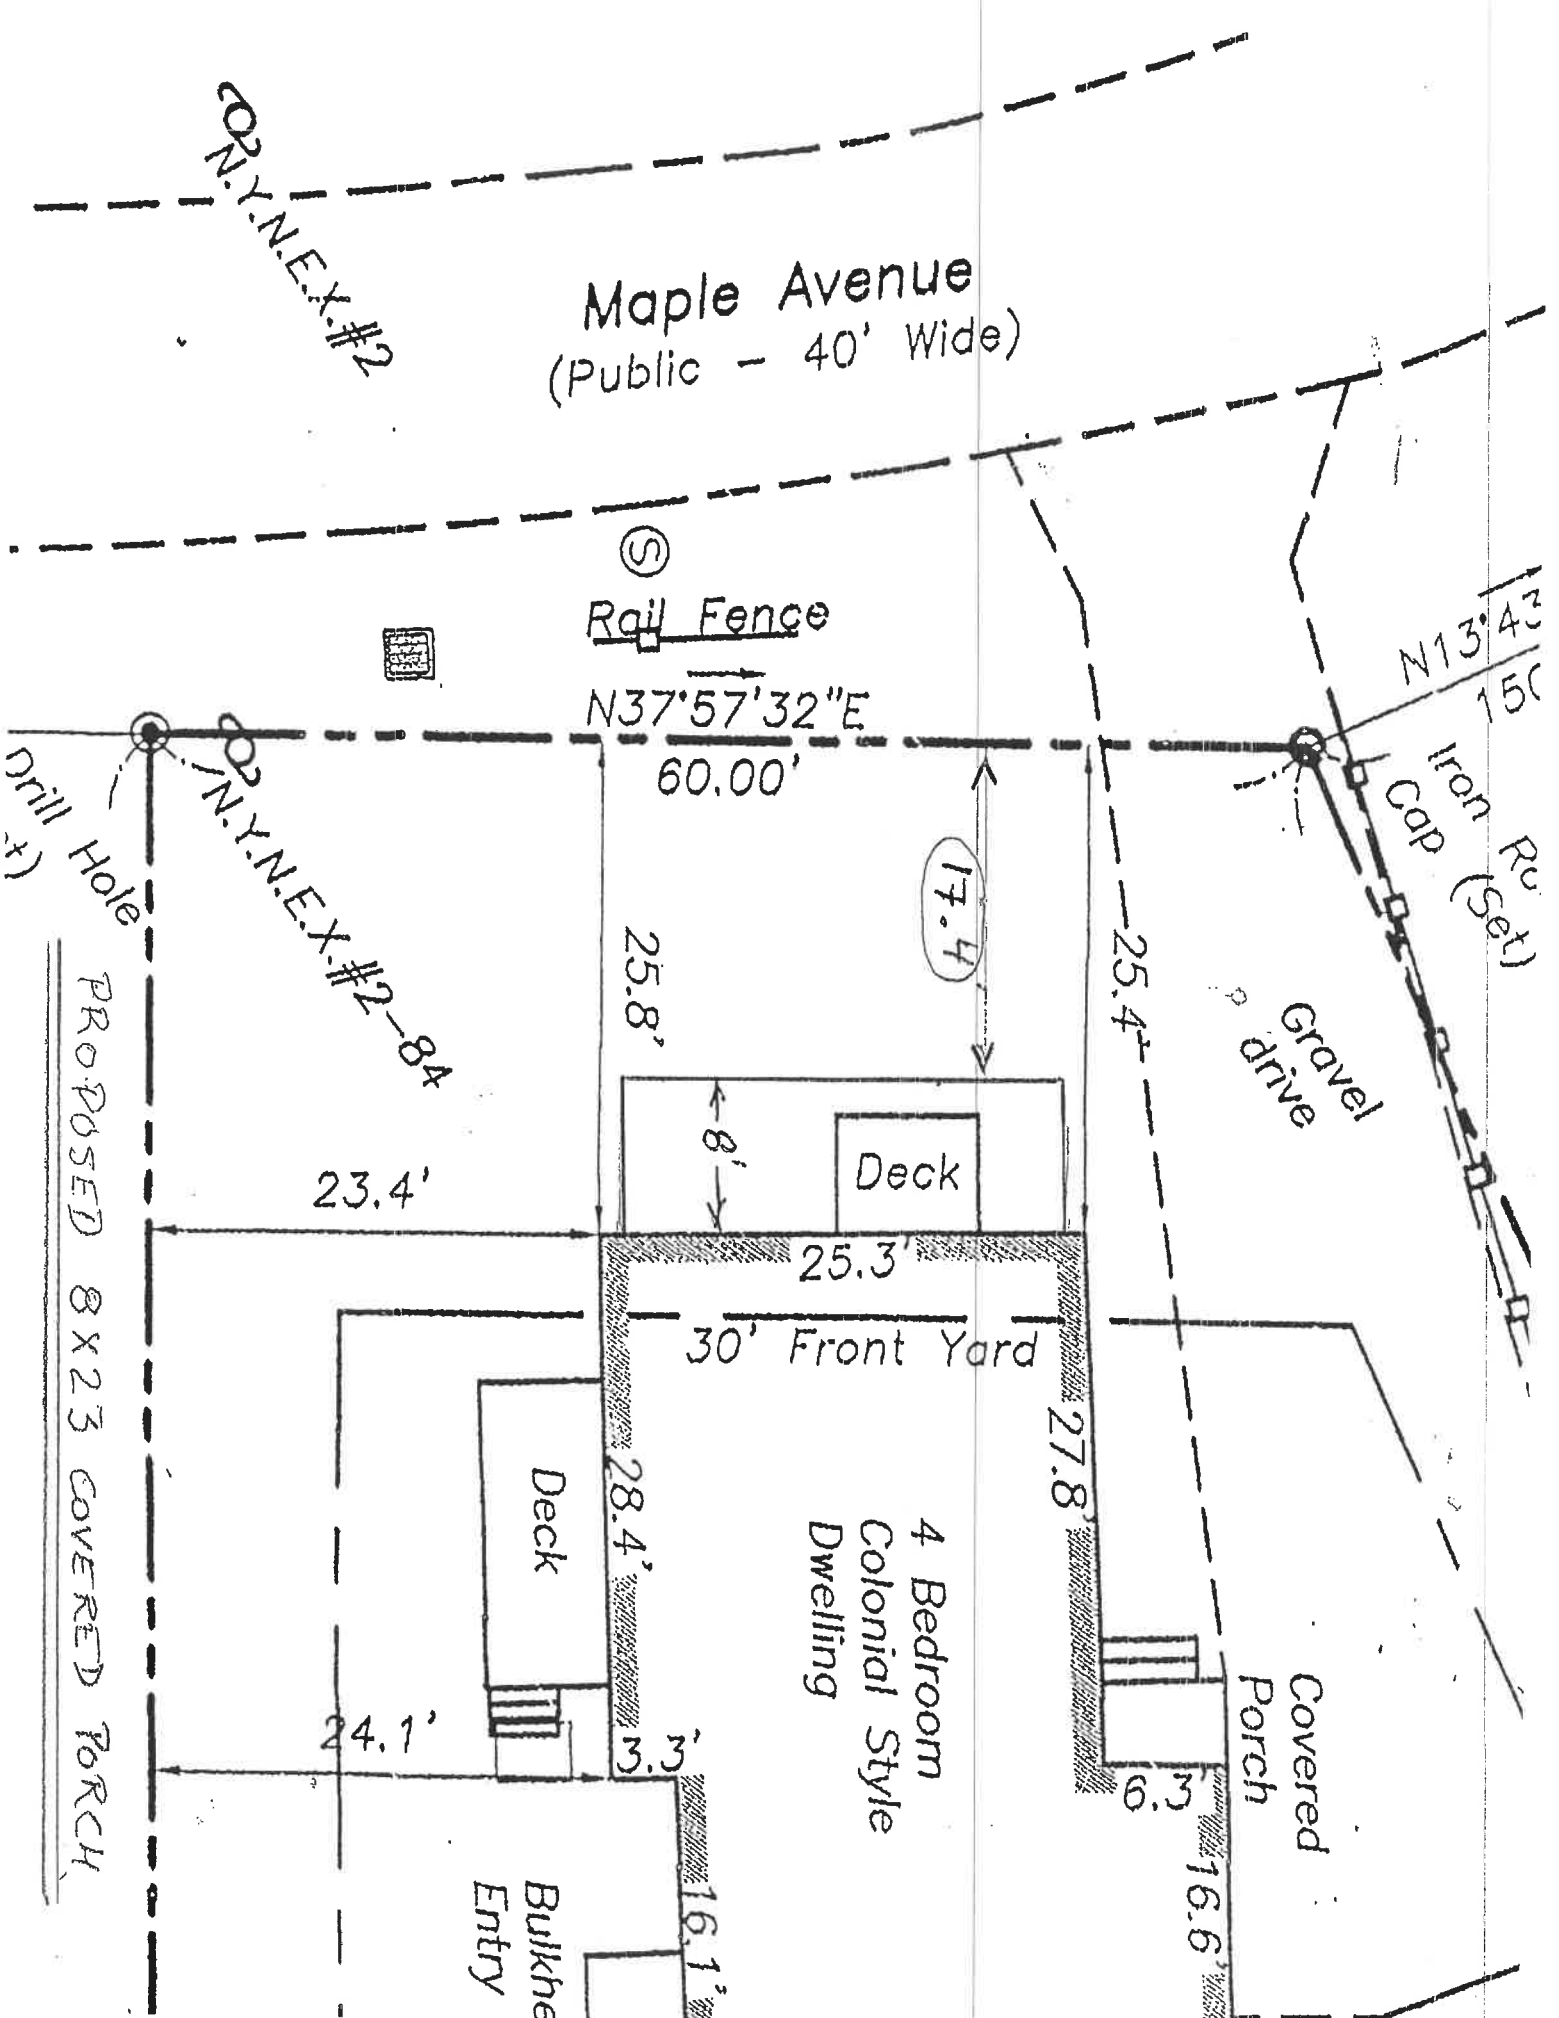 N.Y.N.E.X.#2
Maple Avenue
(Public - 40' Wide)
S
Rail Fence
N37°57'32"E
60.00'
N13°43
150
Iron
Cap (Set)
Drill Hole
N.Y.N.E.X.#2-84
17.4
25.8'
25.4'
Gravel
drive
8'
Deck
23.4'
25.3'
30' Front Yard
Deck
28.4'
27.8'
4 Bedroom
Colonial Style
Dwelling
Covered
Porch
24.1'
3.3'
6.3'
16.1'
16.6'
Bulkhe
Entry
PROPOSED 8X23 COVERED PORCH